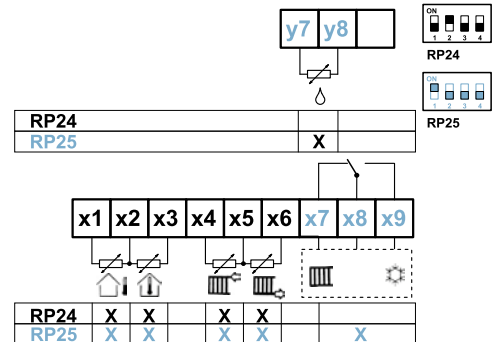 y7 y8
ON
1 2 3 4
RP24
ON
1 2 3 4
RP25
RP24
RP25 X
x1 x2 x3 x4 x5 x6 x7 x8 x9
RP24 X X X X
RP25 X X X X X